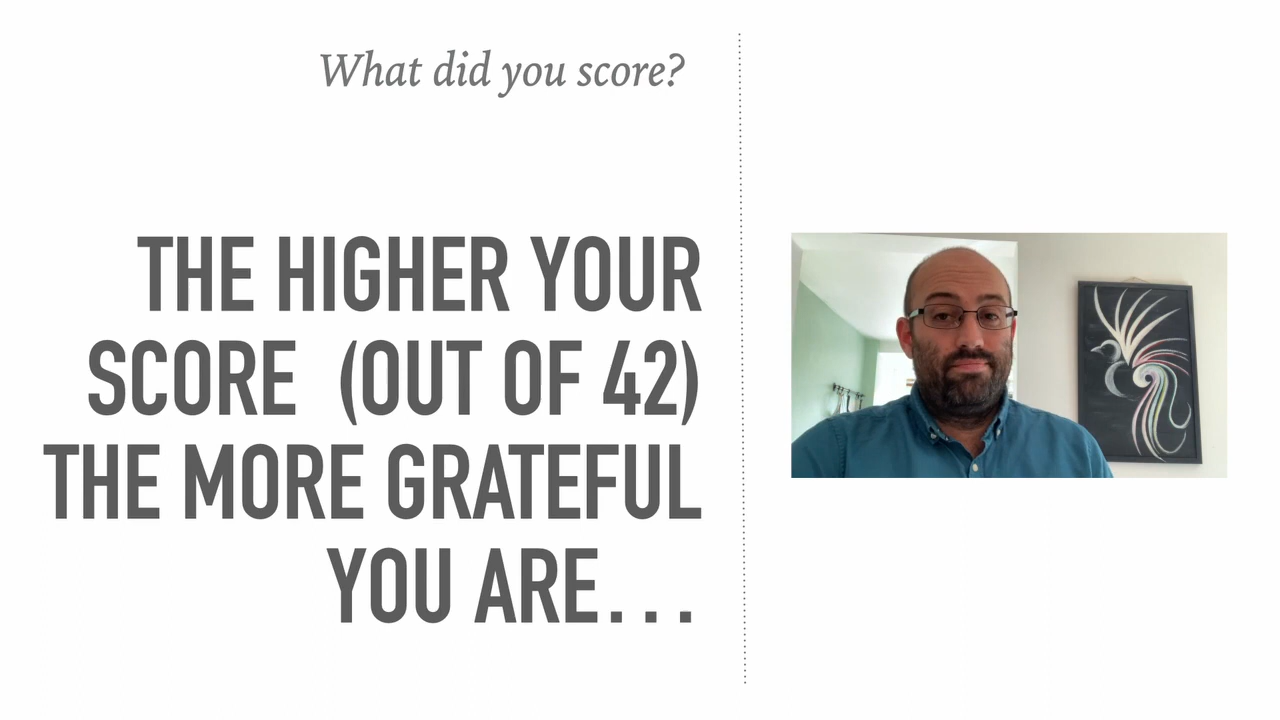 What did you score?
THE HIGHER YOUR
SCORE (OUT OF 42)
THE MORE GRATEFUL
YOU ARE...